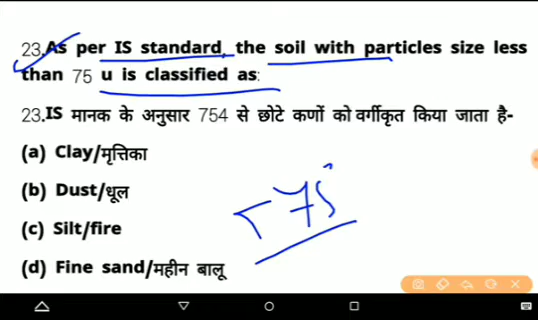 23.As per IS standard, the soil with particles size less
than 75 u is classified as:
23.IS मानक के अनुसार 754 से छोटे कणों को वर्गीकृत किया जाता है-
(a) Clay/मृत्तिका
(b) Dust/धूल
(c) Silt/fire
(d) Fine sand/महीन बालू
75